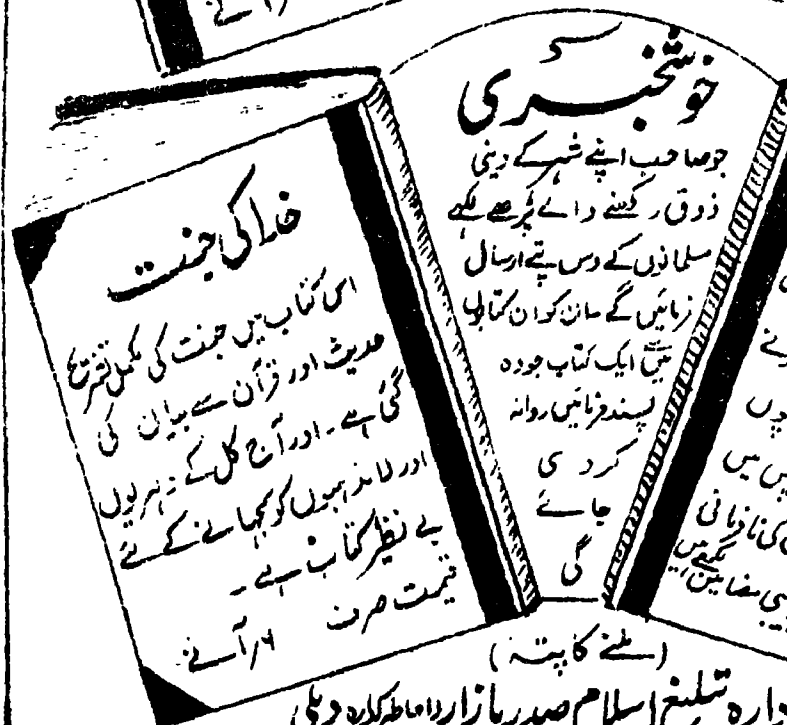 خوشخبری
جو صاحب اپنے شہر کے دینی
ذوق رکھنے والے پڑھے لکھے
مسلمانوں کے دس پتے ارسال
فرمائیں گے ان کو ان کتابوں
میں سے ایک کتاب جو وہ
پسند فرمائیں روانہ
کر دی
جائے
گی
خدا کی جنت
اس کتاب میں جنت کی مکمل تشریح
حدیث اور قرآن سے بیان کی
گئی ہے۔ اور آج کل کے دہریوں
اور لامذہبوں کو سمجھانے کے لئے
بے نظیر کتاب ہے۔
قیمت صرف ۶/ آنے
(ملنے کا پتہ)
ادارہ تبلیغ اسلام صدر بازار دہلی